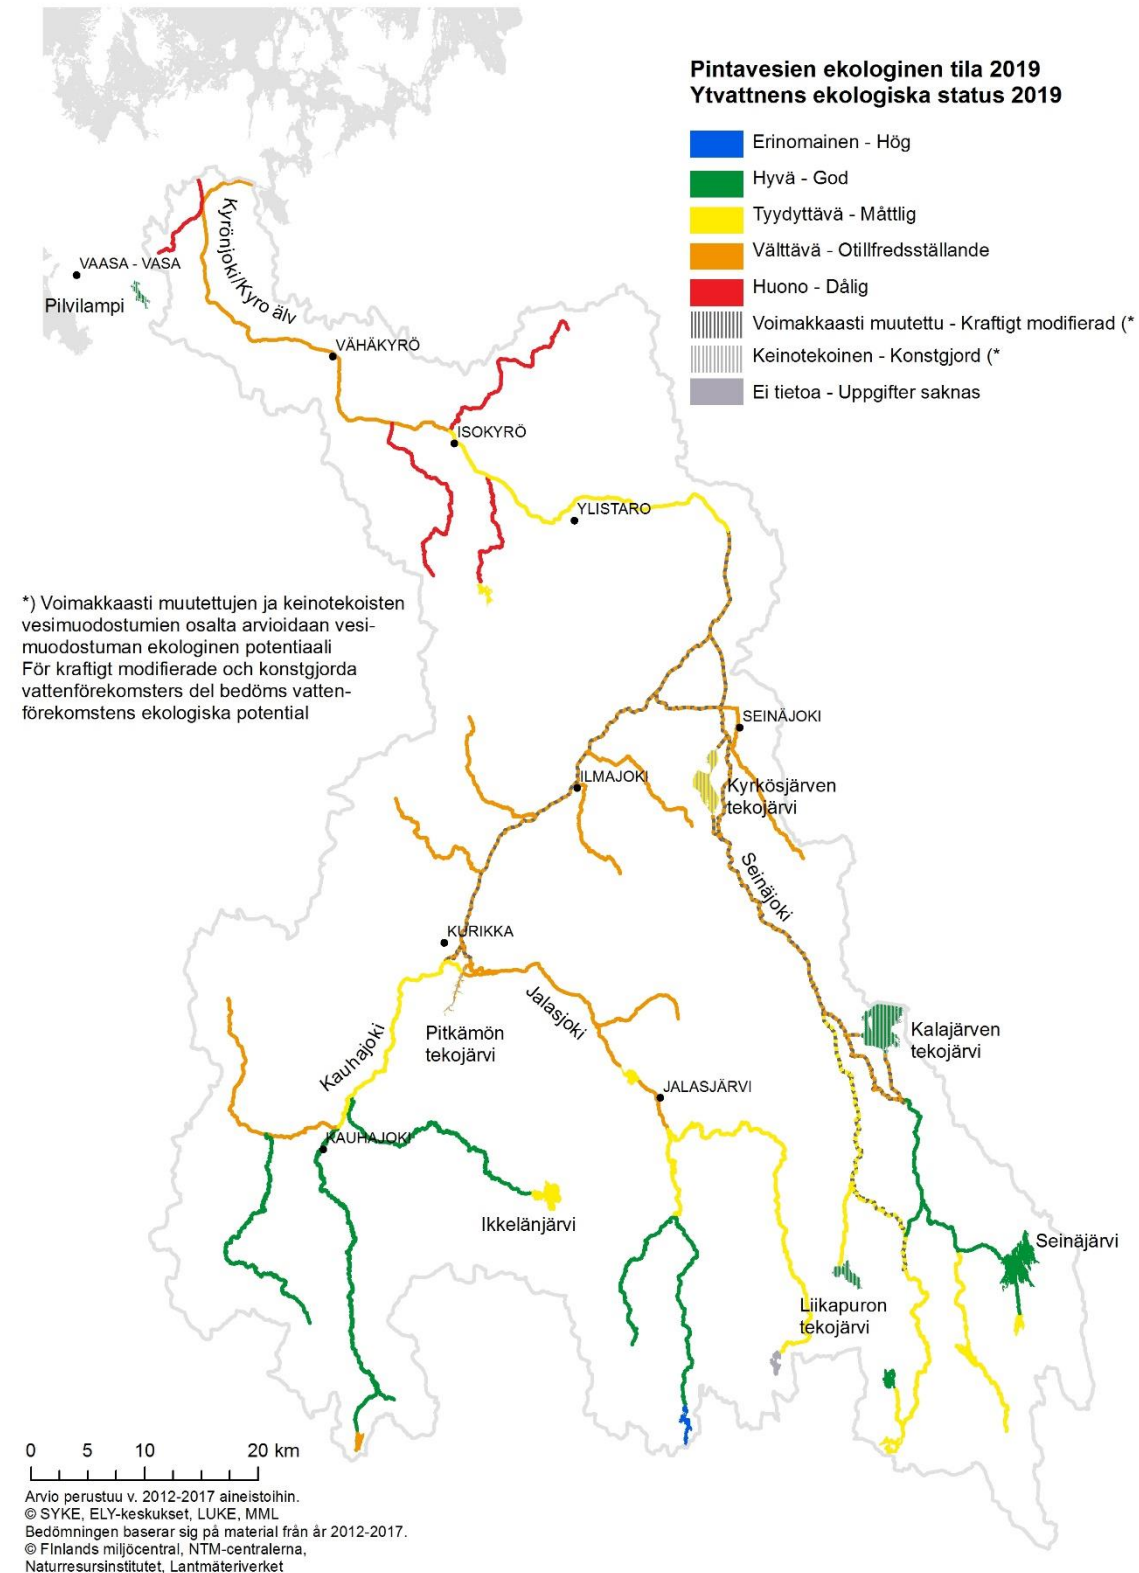 Pintavesien ekologinen tila 2019
Ytvattnens ekologiska status 2019
Erinomainen - Hög
Hyvä - God
Tyydyttävä - Måttlig
Välttävä - Otillfredsställande
Huono - Dålig
Voimakkaasti muutettu - Kraftigt modifierad (*
Keinotekoinen - Konstgjord (*
Ei tietoa - Uppgifter saknas
Kyrönjoki/Kyro älv
VAASA - VASA
Pilvilampi
VÄHÄKYRÖ
ISOKYRÖ
YLISTARO
*) Voimakkaasti muutettujen ja keinotekoisten
vesimuodostumien osalta arvioidaan vesi-
muodostuman ekologinen potentiaali
För kraftigt modifierade och konstgjorda
vattenförekomsters del bedöms vatten-
förekomstens ekologiska potential
SEINÄJOKI
ILMAJOKI
Kyrkösjärven
tekojärvi
Seinäjoki
KURIKKA
Pitkämön
tekojärvi
Jalasjoki
Kauhajoki
Kalajärven
tekojärvi
JALASJÄRVI
KAUHAJOKI
Ikkelänjärvi
Seinäjärvi
Liikapuron
tekojärvi
0 5 10 20 km
Arvio perustuu v. 2012-2017 aineistoihin.
© SYKE, ELY-keskukset, LUKE, MML
Bedömningen baserar sig på material från år 2012-2017.
© FInlands miljöcentral, NTM-centralerna,
Naturresursinstitutet, Lantmäteriverket